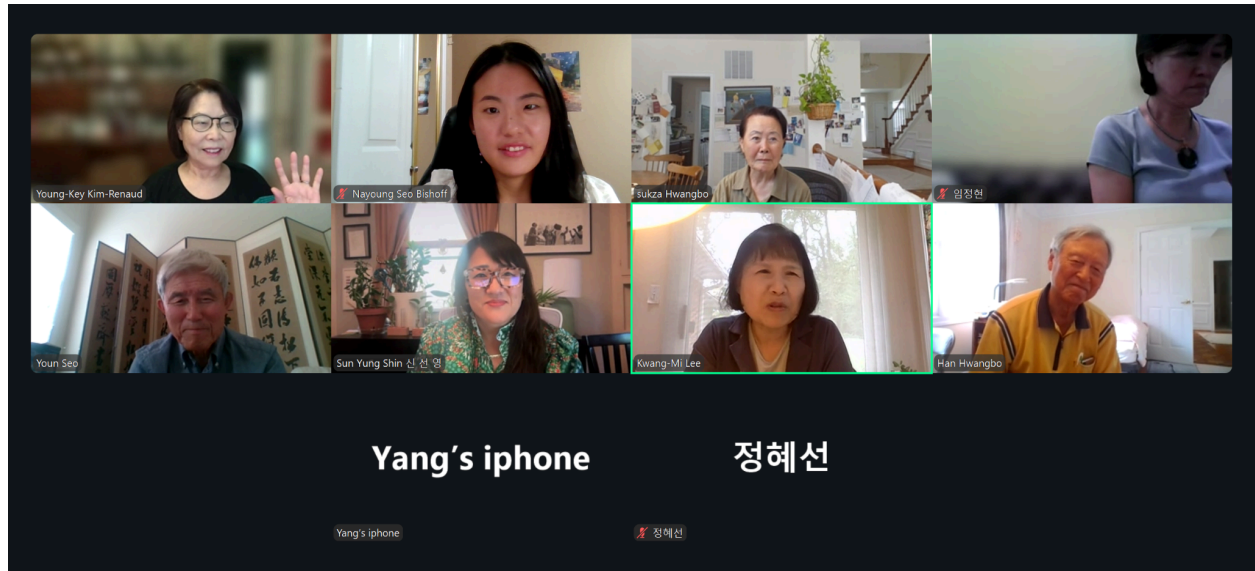 Young-Key Kim-Renaud
Nayoung Seo Bishoff
sukza Hwangbo
임정현
Youn Seo
Sun Yung Shin 신 선 영
Kwang-Mi Lee
Han Hwangbo
Yang's iphone
정혜선
Yang's iphone
정혜선